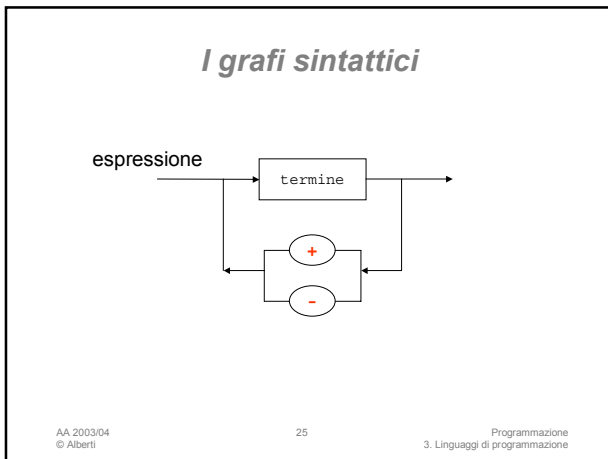 I grafi sintattici
espressione
termine
+
-
AA 2003/04 25 Programmazione
© Alberti 3. Linguaggi di programmazione